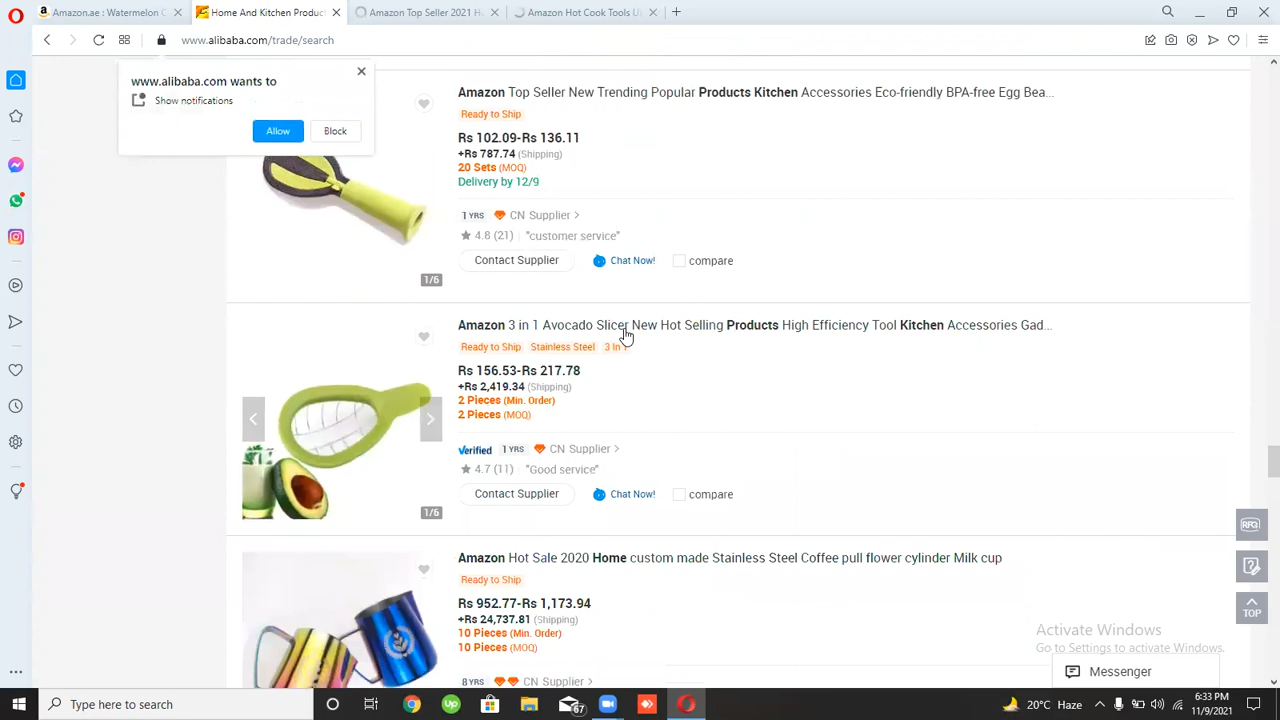 Amazon.ae : Watermelon C
Home And Kitchen Product
Amazon Top Seller 2021 H
Amazon Hot Cook Tools U
www.alibaba.com/trade/search
www.alibaba.com wants to
Show notifications
Allow
Block
Amazon Top Seller New Trending Popular Products Kitchen Accessories Eco-friendly BPA-free Egg Bea...
Ready to Ship
Rs 102.09-Rs 136.11
+Rs 787.74 (Shipping)
20 Sets (MOQ)
Delivery by 12/9
1 YRS CN Supplier >
4.8 (21) "customer service"
Contact Supplier
Chat Now!
compare
1/6
Amazon 3 in 1 Avocado Slicer New Hot Selling Products High Efficiency Tool Kitchen Accessories Gad...
Ready to Ship Stainless Steel 3 In 1
Rs 156.53-Rs 217.78
+Rs 2,419.34 (Shipping)
2 Pieces (Min. Order)
2 Pieces (MOQ)
Verified 1 YRS CN Supplier >
4.7 (11) "Good service"
Contact Supplier
Chat Now!
compare
1/6
RFQ
Amazon Hot Sale 2020 Home custom made Stainless Steel Coffee pull flower cylinder Milk cup
Ready to Ship
Rs 952.77-Rs 1,173.94
+Rs 24,737.81 (Shipping)
10 Pieces (Min. Order)
10 Pieces (MOQ)
8 YRS CN Supplier >
TOP
Activate Windows
Go to Settings to activate Windows.
Messenger
Type here to search
Up
67
20°C Haze
6:33 PM
11/9/2021